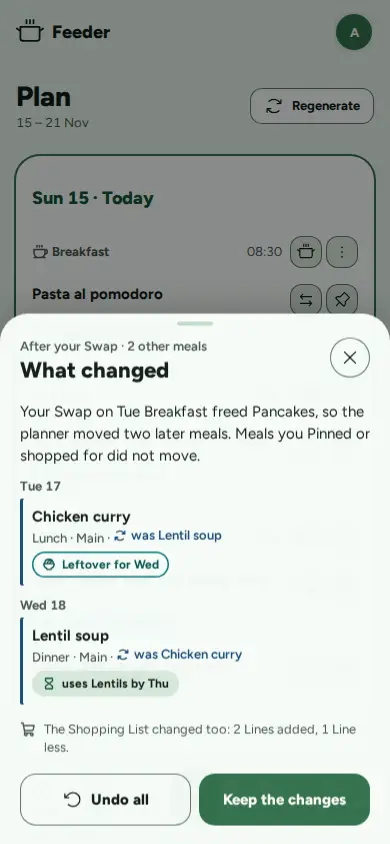 Feeder
A
Plan
15 – 21 Nov
Regenerate
Sun 15 · Today
Breakfast
08:30
Pasta al pomodoro
After your Swap · 2 other meals
What changed
Your Swap on Tue Breakfast freed Pancakes, so the
planner moved two later meals. Meals you Pinned or
shopped for did not move.
Tue 17
Chicken curry
Lunch · Main · was Lentil soup
Leftover for Wed
Wed 18
Lentil soup
Dinner · Main · was Chicken curry
uses Lentils by Thu
The Shopping List changed too: 2 Lines added, 1 Line
less.
Undo all
Keep the changes